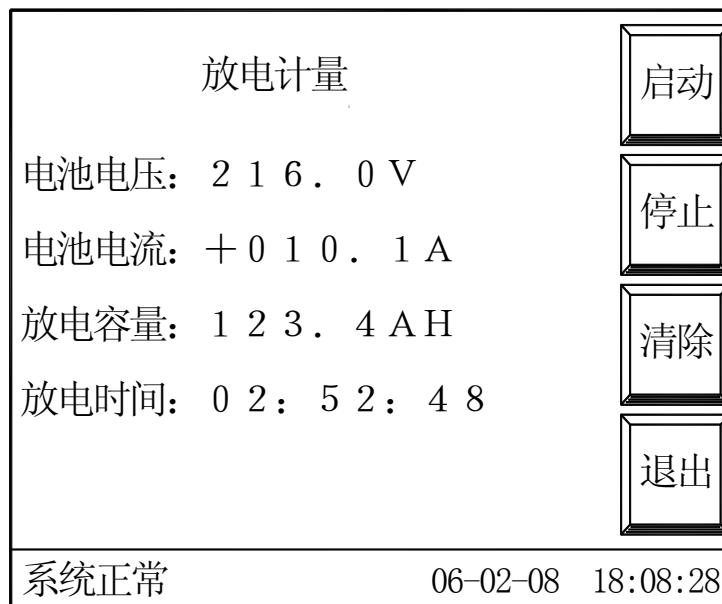 放电计量
启动
电池电压：216.0V
停止
电池电流：+010.1A
放电容量：123.4AH
清除
放电时间：02：52：48
退出
系统正常 06-02-08 18:08:28